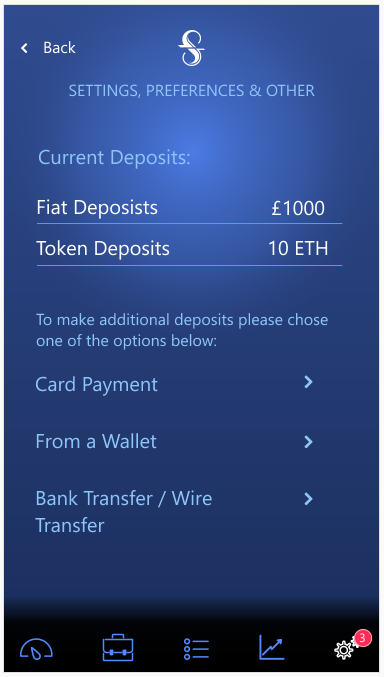 Back
SETTINGS, PREFERENCES & OTHER
Current Deposits:
Fiat Deposists £1000
Token Deposits 10 ETH
To make additional deposits please chose
one of the options below:
Card Payment
From a Wallet
Bank Transfer / Wire
Transfer
3